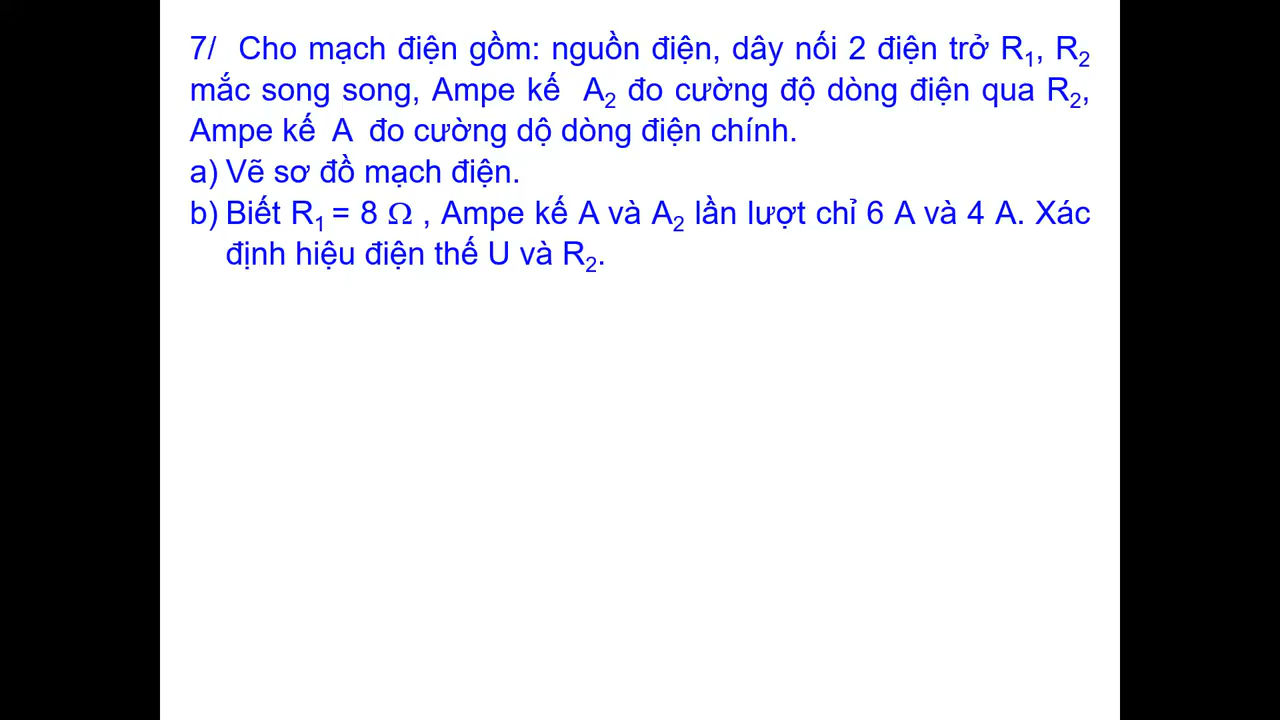 7/ Cho mạch điện gồm: nguồn điện, dây nối 2 điện trở R₁, R₂
mắc song song, Ampe kế A₂ đo cường độ dòng điện qua R₂,
Ampe kế A đo cường dộ dòng điện chính.
a) Vẽ sơ đồ mạch điện.
b) Biết R₁ = 8 Ω , Ampe kế A và A₂ lần lượt chỉ 6 A và 4 A. Xác
định hiệu điện thế U và R₂.